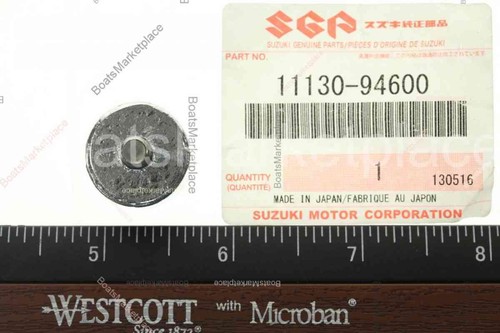 SGP スズキ純正部品
SUZUKI GENUINE PARTS/PIÈCES D'ORIGINE DE SUZUKI
PART NO.
11130-94600
QUANTITY
(QUANTITÉ)
1
130516
MADE IN JAPAN/FABRIQUE AU JAPON
SUZUKI MOTOR CORPORATION
5 6 7 8
WESTCOTT with Microban®
Since 1872
BoatsMarketplace